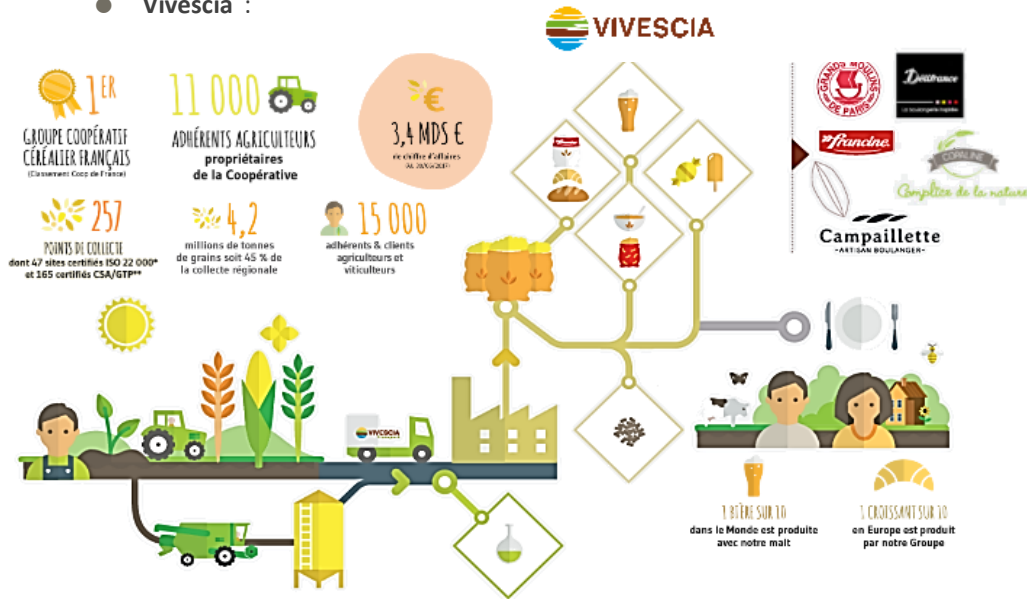 Vivescia :
VIVESCIA
1ER
GROUPE COOPÉRATIF
CÉRÉALIER FRANÇAIS
(Classement Coop de France)
11 000
ADHÉRENTS AGRICULTEURS
propriétaires
de la Coopérative
€
3,4 MDS €
de chiffre d'affaires
257
POINTS DE COLLECTE
dont 47 sites certifiés ISO 22 000*
et 165 certifiés CSA/GTP**
4,2
millions de tonnes
de grains soit 45 % de
la collecte régionale
15 000
adhérents & clients
agriculteurs et
viticulteurs
GRANDS MOULINS
DE PARIS
Délifrance
francine
francine
COPALINE
Complice de la nature
Campaillette
-ARTISAN BOULANGER-
VIVESCIA
1 BIÈRE SUR 10
dans le Monde est produite
avec notre malt
1 CROISSANT SUR 10
en Europe est produit
par notre Groupe